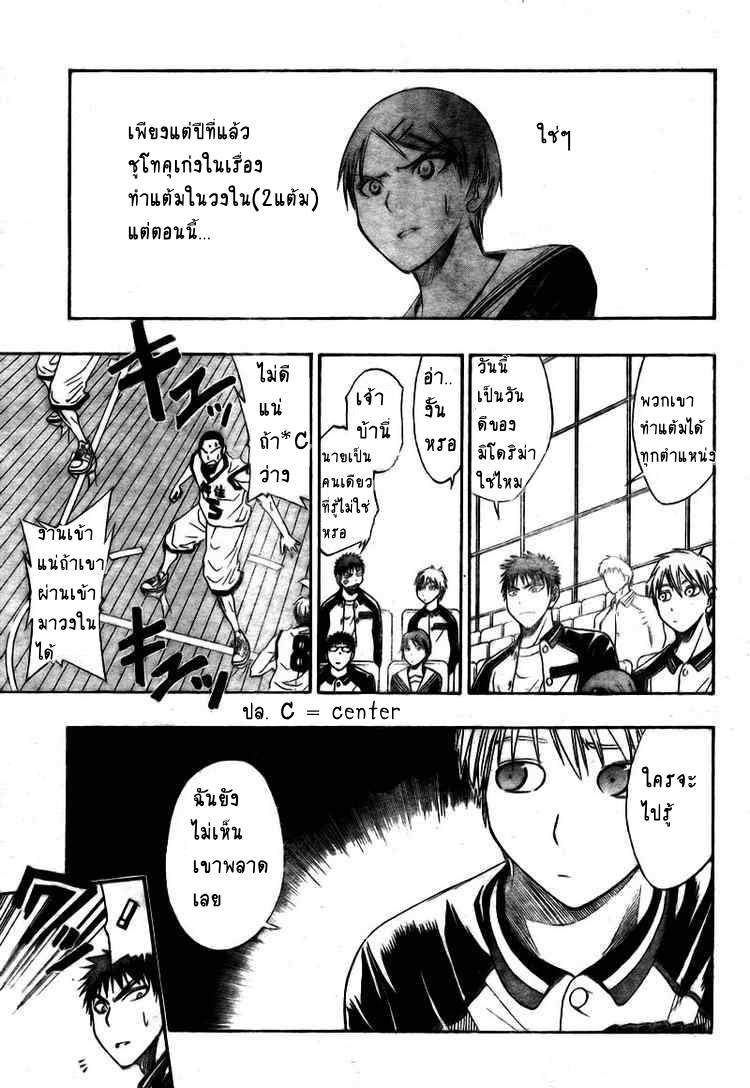 ใช่ๆ
เพียงแต่ปีที่แล้ว
ชูโทคุเก่งในเรื่อง
ทำแต้มในวงใน(2แต้ม)
แต่ตอนนี้...
พวกเขา
ทำแต้มได้
ทุกตำแหน่ง
วันนี้
เป็นวัน
ดีของ
มิโดริม่า
ใช่ไหม
อ่า..
งั้น
หรอ
เจ้า
บ้านี่
นายเป็น
คนเดียว
ที่รู้ไม่ใช่
หรอ
ไม่ดี
แน่
ถ้า*C
ว่าง
キュッ
5
8
งานเข้า
แน่ถ้าเขา
ผ่านเข้า
มาวงใน
ได้
キュッ
ปล. C = center
ใครจะ
ไปรู้
ฉันยัง
ไม่เห็น
เขาพลาด
เลย
!